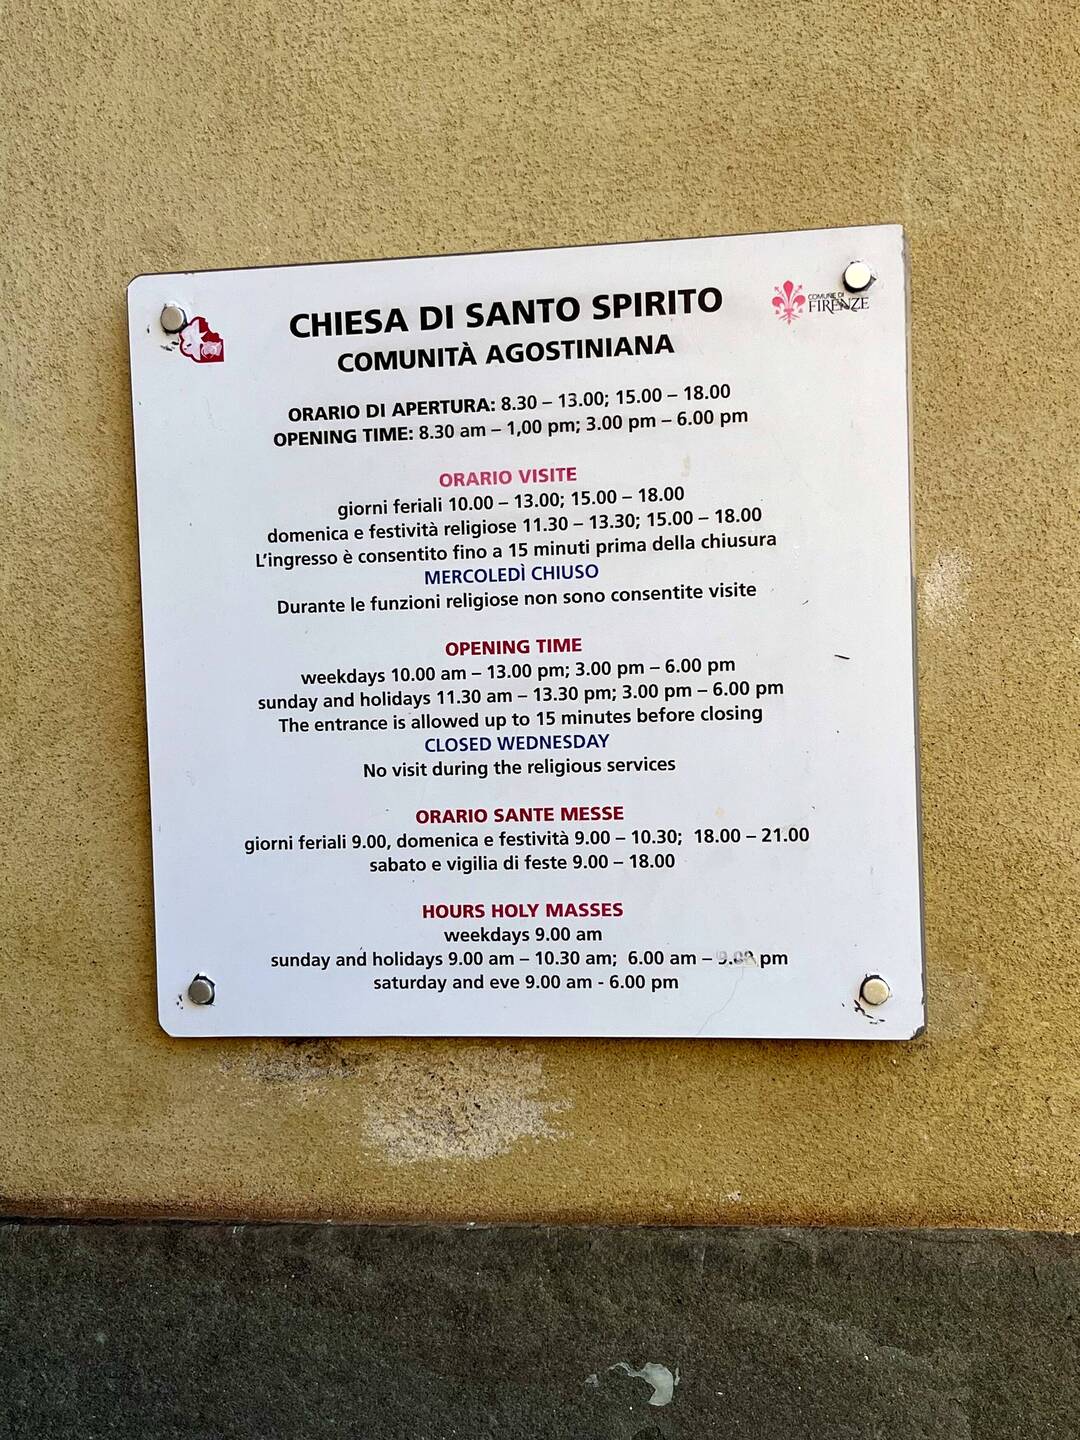 CHIESA DI SANTO SPIRITO
COMUNITÀ AGOSTINIANA
COMUNE DI
FIRENZE
ORARIO DI APERTURA: 8.30 – 13.00; 15.00 – 18.00
OPENING TIME: 8.30 am – 1,00 pm; 3.00 pm – 6.00 pm
ORARIO VISITE
giorni feriali 10.00 – 13.00; 15.00 – 18.00
domenica e festività religiose 11.30 – 13.30; 15.00 – 18.00
L'ingresso è consentito fino a 15 minuti prima della chiusura
MERCOLEDÌ CHIUSO
Durante le funzioni religiose non sono consentite visite
OPENING TIME
weekdays 10.00 am – 13.00 pm; 3.00 pm – 6.00 pm
sunday and holidays 11.30 am – 13.30 pm; 3.00 pm – 6.00 pm
The entrance is allowed up to 15 minutes before closing
CLOSED WEDNESDAY
No visit during the religious services
ORARIO SANTE MESSE
giorni feriali 9.00, domenica e festività 9.00 – 10.30; 18.00 – 21.00
sabato e vigilia di feste 9.00 – 18.00
HOURS HOLY MASSES
weekdays 9.00 am
sunday and holidays 9.00 am – 10.30 am; 6.00 am – pm
saturday and eve 9.00 am - 6.00 pm